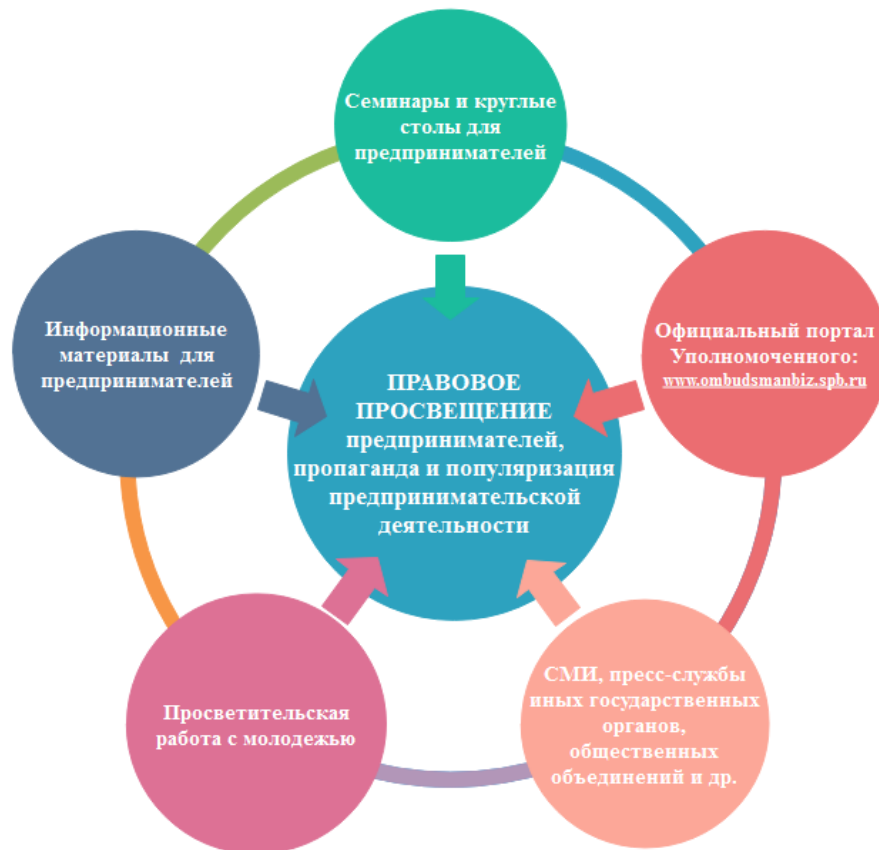 Семинары и круглые
столы для
предпринимателей
Официальный портал
Уполномоченного:
www.ombudsmanbiz.spb.ru
Информационные
материалы для
предпринимателей
ПРАВОВОЕ
ПРОСВЕЩЕНИЕ
предпринимателей,
пропаганда и популяризация
предпринимательской
деятельности
СМИ, пресс-службы
иных государственных
органов,
общественных
объединений и др.
Просветительская
работа с молодежью